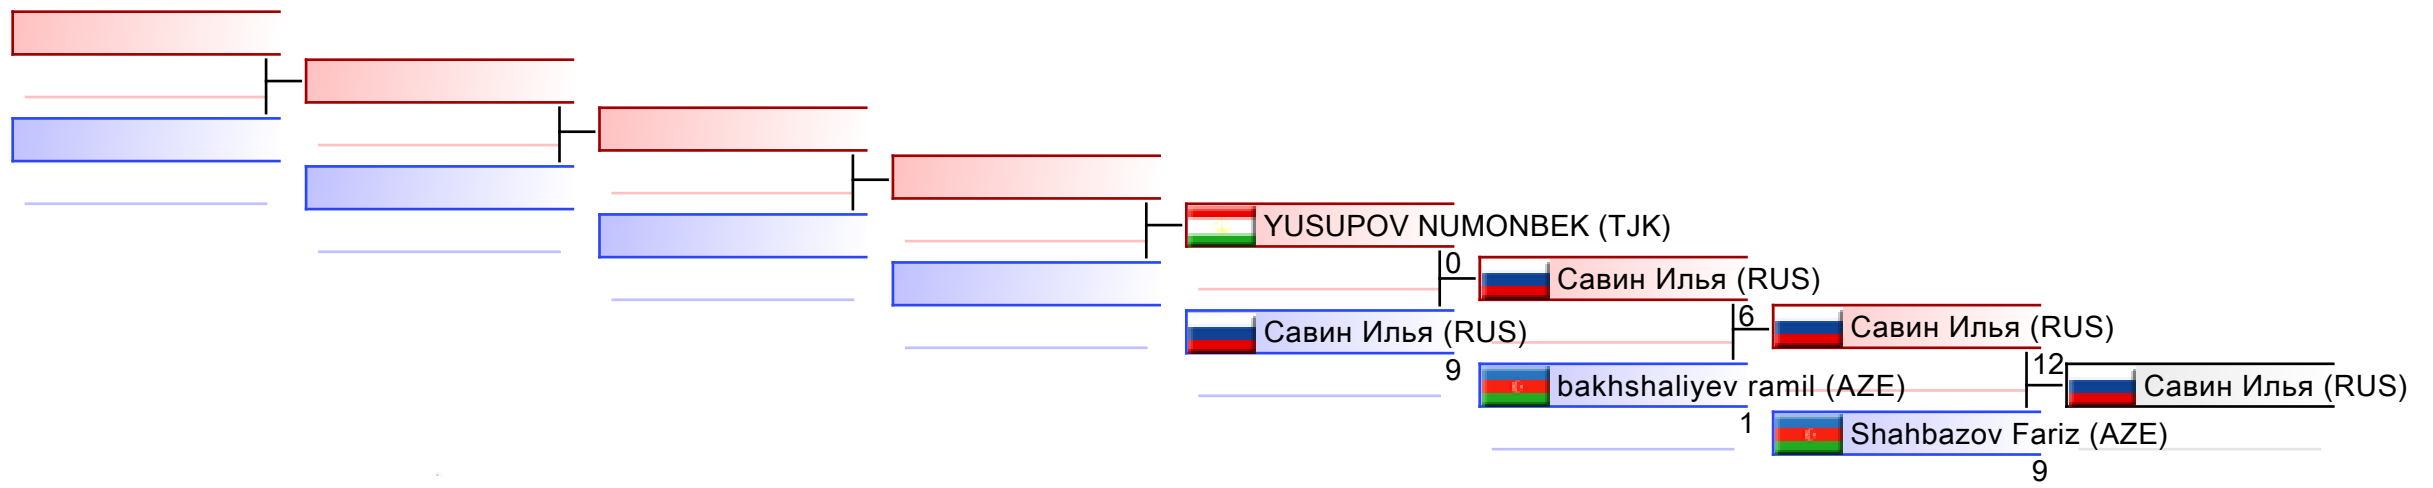 YUSUPOV NUMONBEK (TJK)
0
Савин Илья (RUS)
Савин Илья (RUS)
9
6
bakhshaliyev ramil (AZE)
1
Савин Илья (RUS)
12
Савин Илья (RUS)
Shahbazov Fariz (AZE)
9